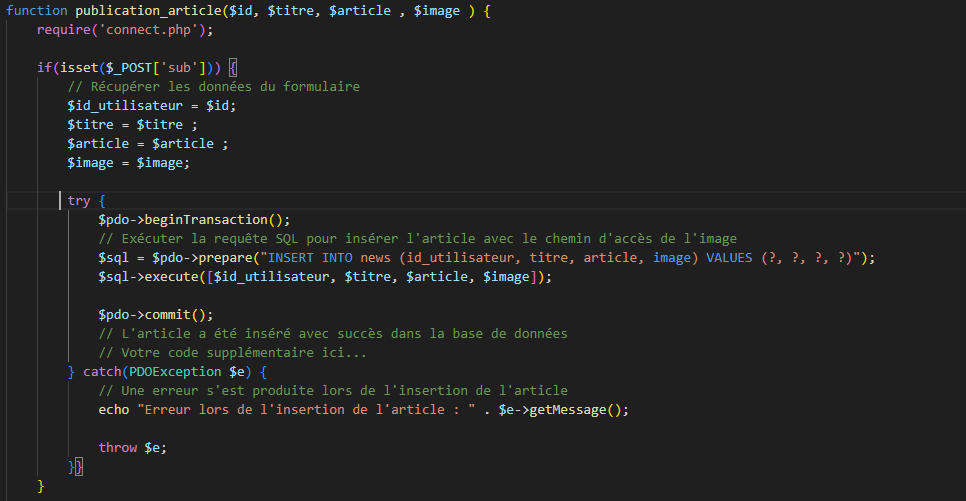 function publication_article($id, $titre, $article , $image ) {
require('connect.php');
if(isset($_POST['sub'])) {
// Récupérer les données du formulaire
$id_utilisateur = $id;
$titre = $titre ;
$article = $article ;
$image = $image;
try {
$pdo->beginTransaction();
// Exécuter la requête SQL pour insérer l'article avec le chemin d'accès de l'image
$sql = $pdo->prepare("INSERT INTO news (id_utilisateur, titre, article, image) VALUES (?, ?, ?, ?)");
$sql->execute([$id_utilisateur, $titre, $article, $image]);
$pdo->commit();
// L'article a été inséré avec succès dans la base de données
// Votre code supplémentaire ici...
} catch(PDOException $e) {
// Une erreur s'est produite lors de l'insertion de l'article
echo "Erreur lors de l'insertion de l'article : " . $e->getMessage();
throw $e;
}}
}